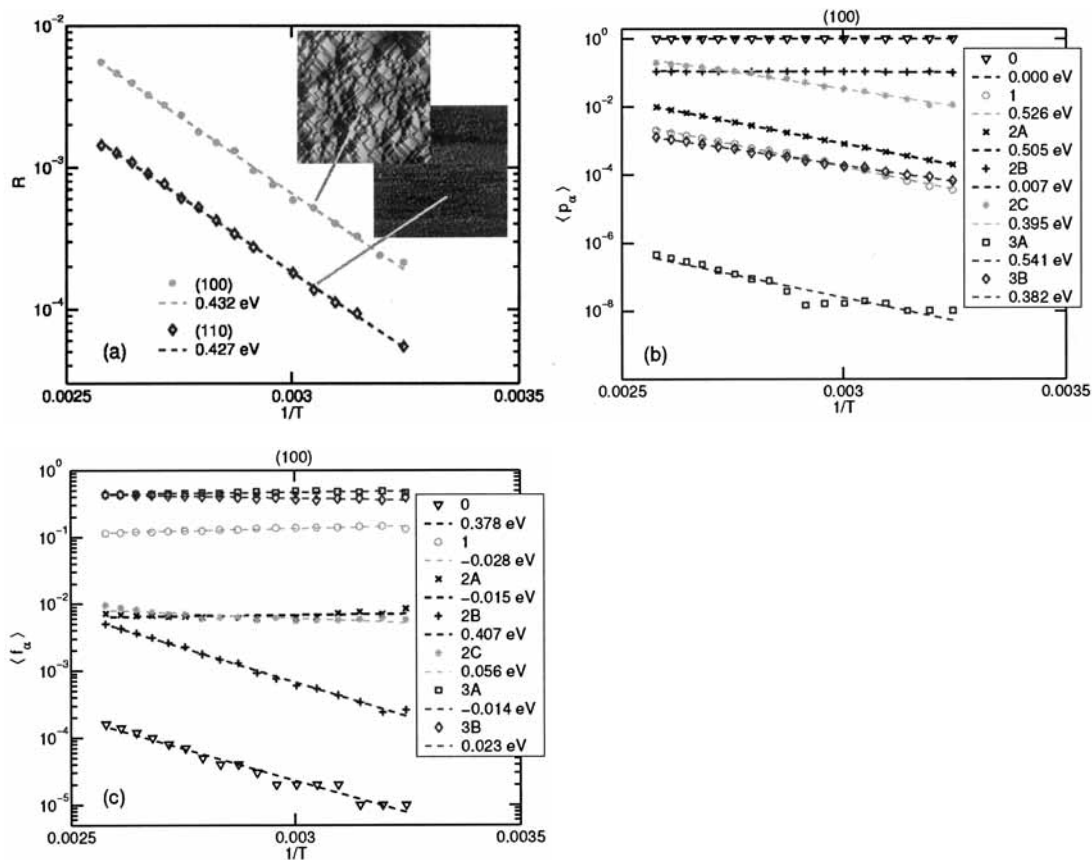 10⁻²
10⁻³
10⁻⁴
R
(100)
0.432 eV
(110)
0.427 eV
(a)
0.0025
0.003
0.0035
1/T
(100)
10⁰
10⁻²
10⁻⁴
10⁻⁶
10⁻⁸
⟨p_α⟩
0
0.000 eV
1
0.526 eV
2A
0.505 eV
2B
0.007 eV
2C
0.395 eV
3A
0.541 eV
3B
0.382 eV
(b)
0.0025
0.003
0.0035
1/T
(100)
10⁰
10⁻¹
10⁻²
10⁻³
10⁻⁴
10⁻⁵
⟨f_α⟩
0
0.378 eV
1
−0.028 eV
2A
−0.015 eV
2B
0.407 eV
2C
0.056 eV
3A
−0.014 eV
3B
0.023 eV
(c)
0.0025
0.003
0.0035
1/T